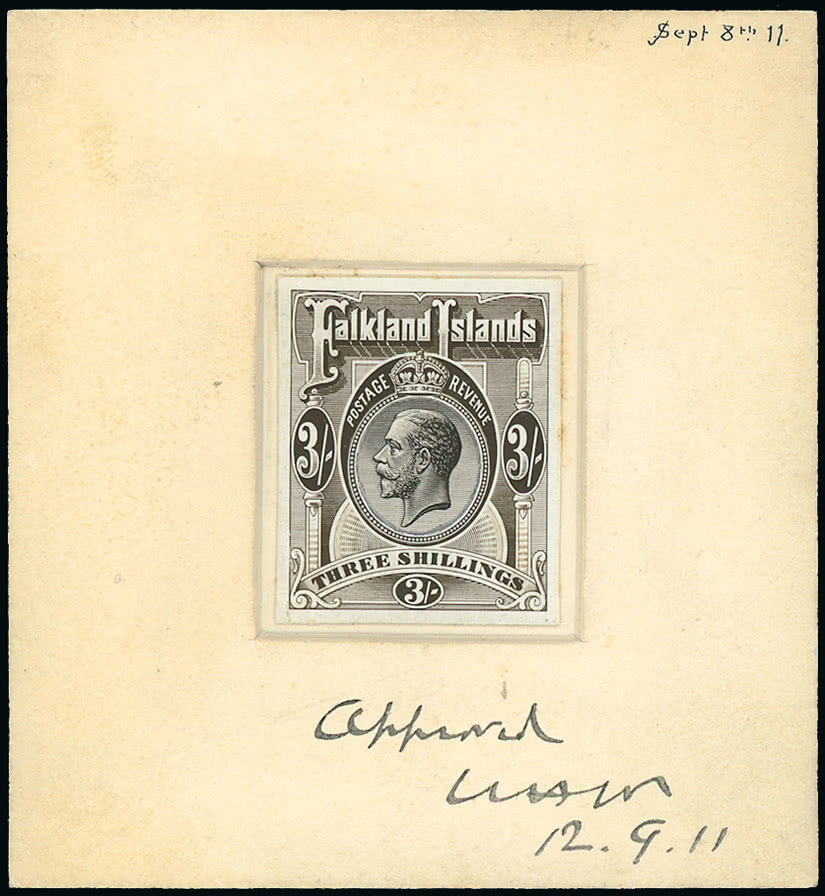 Sept 8th 11.
Falkland Islands
POSTAGE REVENUE
3/- 3/-
THREE SHILLINGS
3/-
Approved
12.9.11